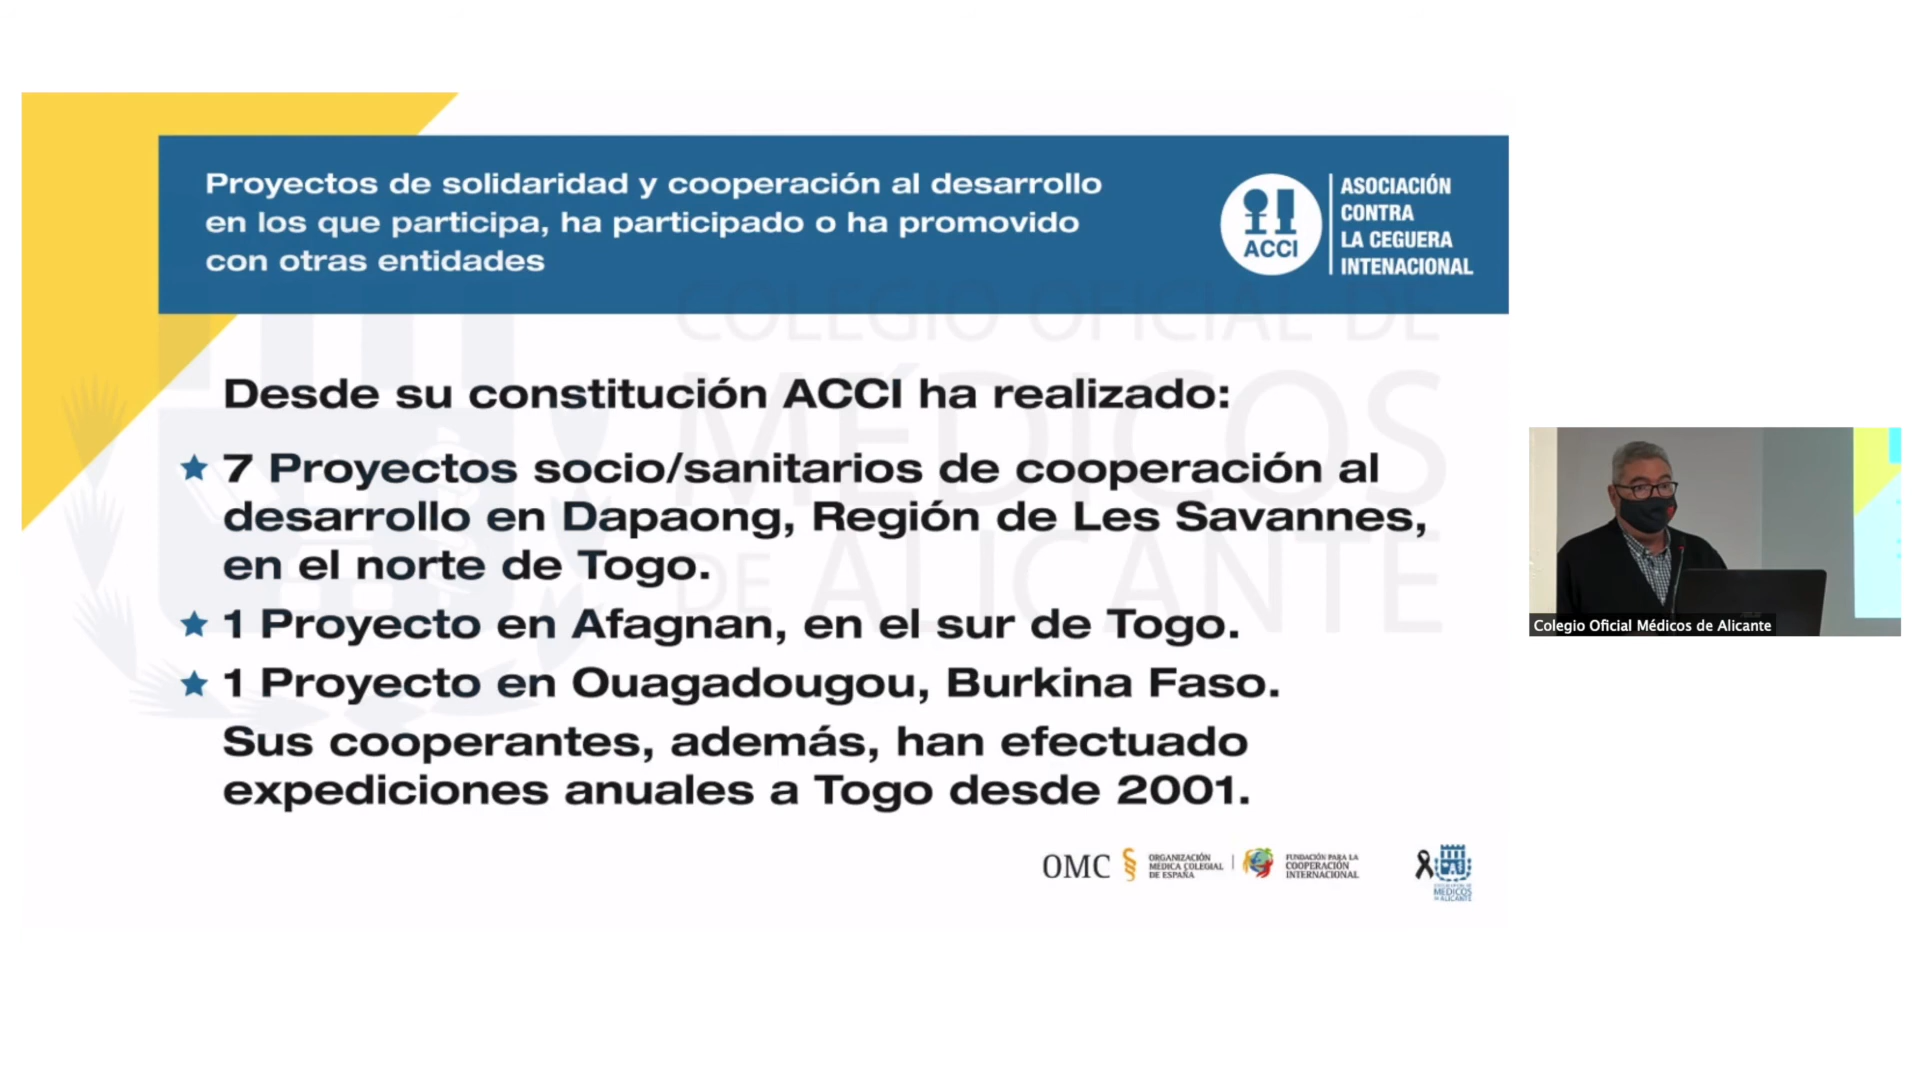 Proyectos de solidaridad y cooperación al desarrollo
en los que participa, ha participado o ha promovido
con otras entidades
ACCI
ASOCIACIÓN
CONTRA
LA CEGUERA
INTENACIONAL
COLEGIO OFICIAL DE
MÉDICOS
DE ALICANTE
Desde su constitución ACCI ha realizado:
7 Proyectos socio/sanitarios de cooperación al
desarrollo en Dapaong, Región de Les Savannes,
en el norte de Togo.
1 Proyecto en Afagnan, en el sur de Togo.
1 Proyecto en Ouagadougou, Burkina Faso.
Sus cooperantes, además, han efectuado
expediciones anuales a Togo desde 2001.
OMC
ORGANIZACIÓN
MÉDICA COLEGIAL
DE ESPAÑA
FUNDACIÓN PARA LA
COOPERACIÓN
INTERNACIONAL
MEDICOS
DE ALICANTE
Colegio Oficial Médicos de Alicante